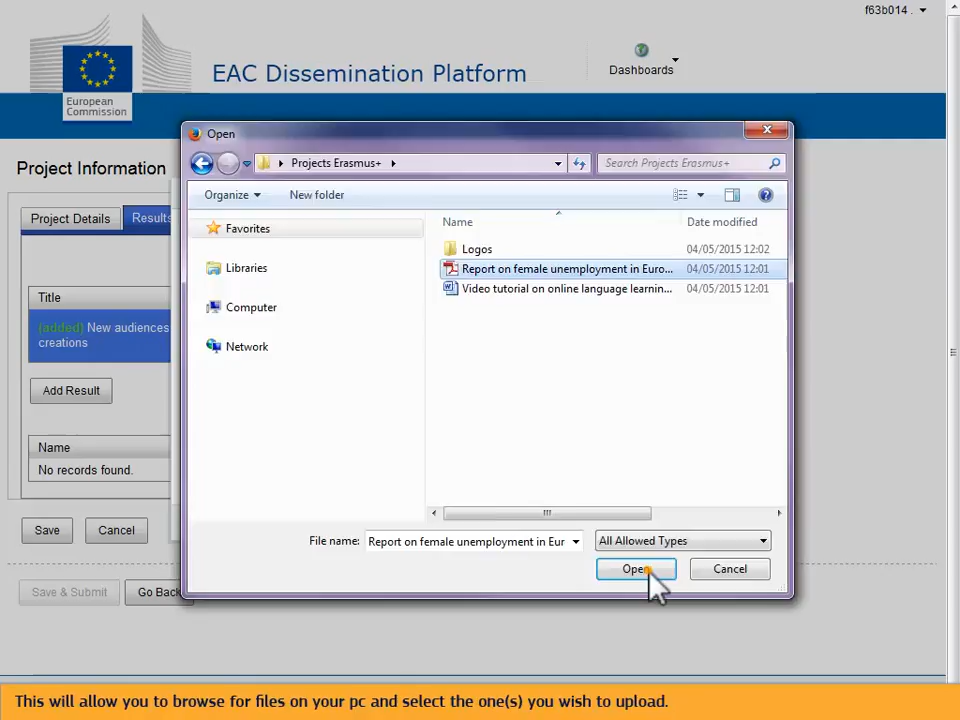 f63b014 .
EAC Dissemination Platform
Dashboards
European
Commission
Project Information
Project Details
Results
Title
(added) New audiences
creations
Add Result
Name
No records found.
Save
Cancel
Save & Submit
Go Back
Open
Projects Erasmus+
Search Projects Erasmus+
Organize
New folder
Favorites
Libraries
Computer
Network
Name
Date modified
Logos
04/05/2015 12:02
Report on female unemployment in Euro...
04/05/2015 12:01
Video tutorial on online language learnin...
04/05/2015 12:01
File name:
Report on female unemployment in Eur
All Allowed Types
Open
Cancel
This will allow you to browse for files on your pc and select the one(s) you wish to upload.